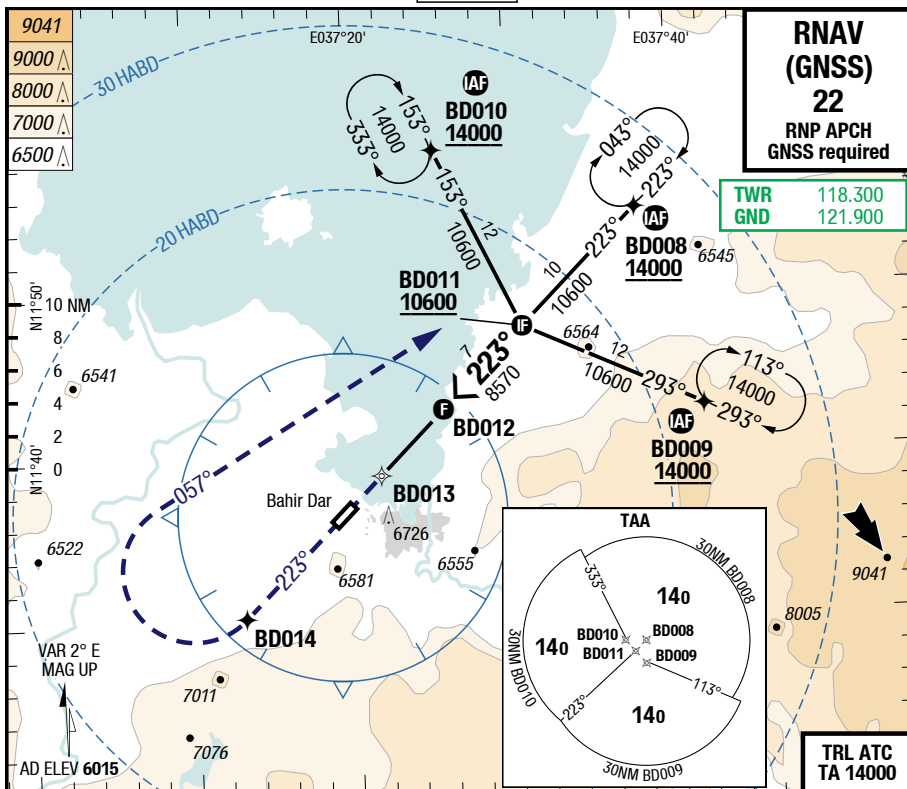 9041
9000
8000
7000
6500
E037°20'
E037°40'
RNAV
(GNSS)
22
RNP APCH
GNSS required
TWR 118.300
GND 121.900
30 HABD
20 HABD
IAF
BD010
14000
153°
14000
333°
153°
12
10600
043°
14000
223°
IAF
BD008
14000
223°
10
10600
6545
BD011
10600
IF
6564
12
10600
293°
113°
14000
293°
IAF
BD009
14000
7
223°
8570
F
BD012
N11°50'
10 NM
8
6
4
2
0
N11°40'
6541
057°
Bahir Dar
BD013
6726
6555
6522
6581
223°
BD014
9041
8005
TAA
30NM BD008
333°
140
BD010
BD008
BD011
BD009
140
113°
223°
140
30NM BD010
30NM BD009
VAR 2° E
MAG UP
7011
7076
AD ELEV 6015
TRL ATC
TA 14000